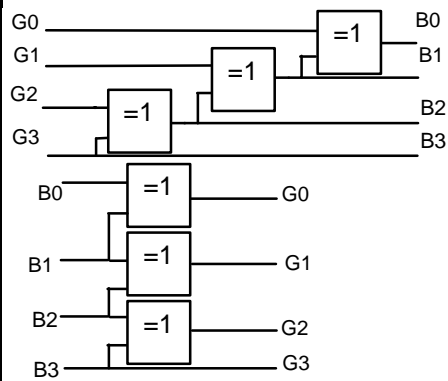 G0 =1 B0
G1 =1 B1
G2 =1 B2
G3 B3
B0 =1 G0
B1 =1 G1
B2 =1 G2
B3 G3